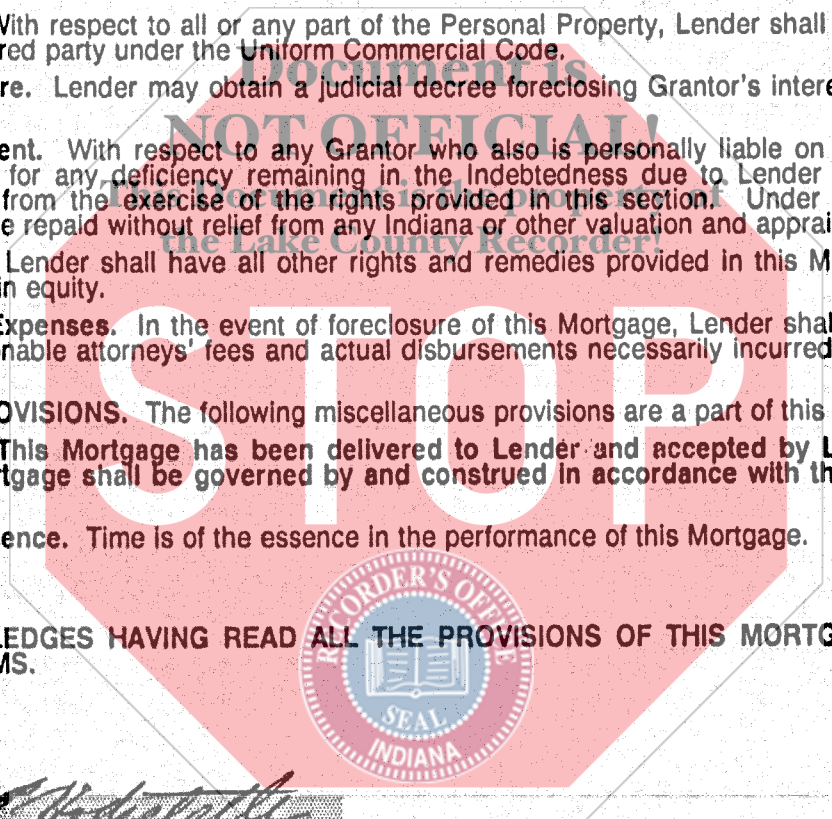 With respect to all or any part of the Personal Property, Lender shall
red party under the Uniform Commercial Code.
Document is
re. Lender may obtain a judicial decree foreclosing Grantor's intere
NOT OFFICIAL!
ent. With respect to any Grantor who also is personally liable on
for any deficiency remaining in the Indebtedness due to Lender
This Document is the property of
from the exercise of the rights provided in this section. Under
e repaid without relief from any Indiana or other valuation and apprai
the Lake County Recorder!
Lender shall have all other rights and remedies provided in this M
in equity.
Expenses. In the event of foreclosure of this Mortgage, Lender shal
nable attorneys' fees and actual disbursements necessarily incurred
STOP
OVISIONS. The following miscellaneous provisions are a part of this
This Mortgage has been delivered to Lender and accepted by L
tgage shall be governed by and construed in accordance with th
ence. Time is of the essence in the performance of this Mortgage.
RECORDER'S OFFICE
LEDGES HAVING READ ALL THE PROVISIONS OF THIS MORTG
MS.
SEAL
INDIANA